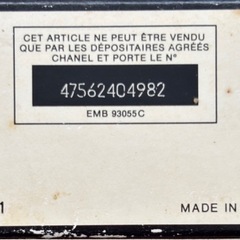 CET ARTICLE NE PEUT ÊTRE VENDU
QUE PAR LES DÉPOSITAIRES AGRÉÉS
CHANEL ET PORTE LE N°
47562404982
EMB 93055C
1
MADE IN